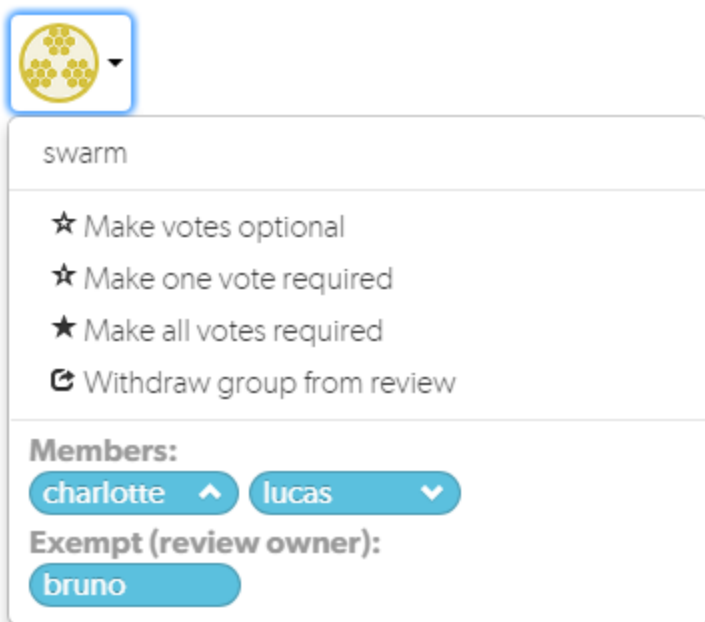 swarm
Make votes optional
Make one vote required
Make all votes required
Withdraw group from review
Members:
charlotte lucas
Exempt (review owner):
bruno